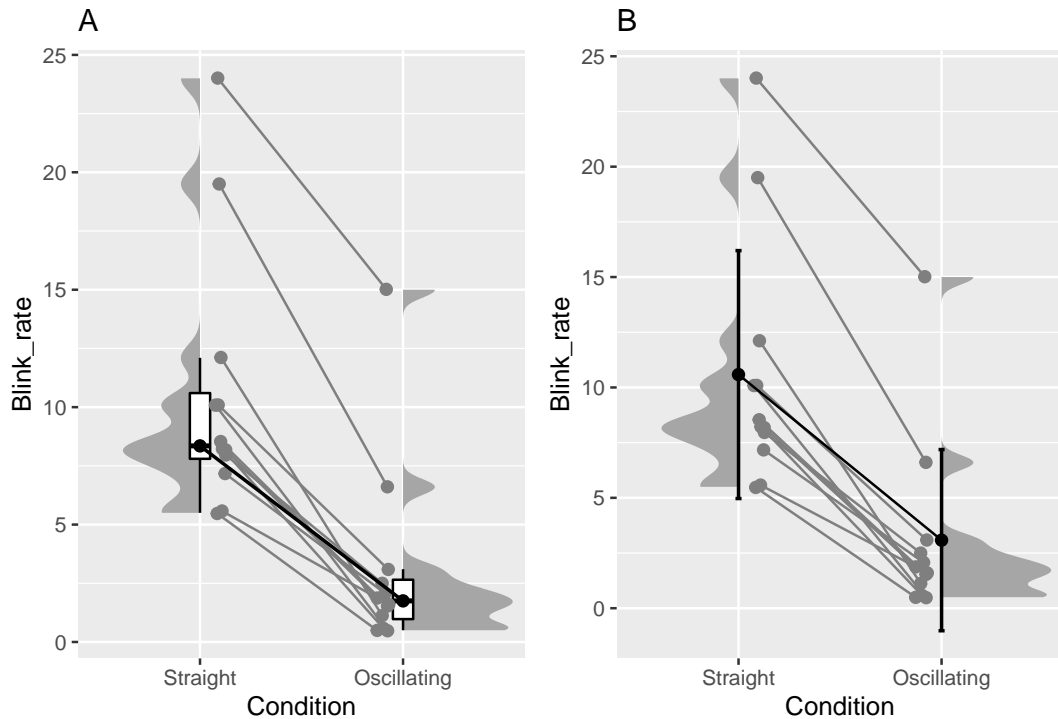 A
Blink_rate
25
20
15
10
5
0
Straight
Oscillating
Condition
B
Blink_rate
25
20
15
10
5
0
Straight
Oscillating
Condition